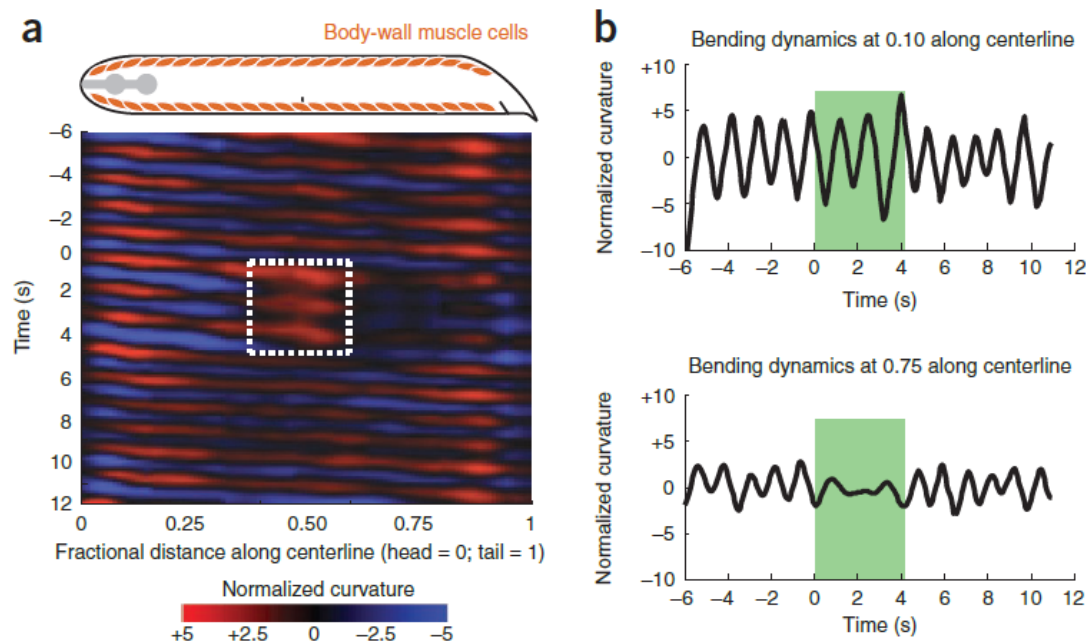 a
Body-wall muscle cells
–6
–4
–2
0
2
4
6
8
10
12
Time (s)
0
0.25
0.50
0.75
1
Fractional distance along centerline (head = 0; tail = 1)
Normalized curvature
+5
+2.5
0
–2.5
–5
b
Bending dynamics at 0.10 along centerline
Normalized curvature
+10
+5
0
–5
–10
–6 –4 –2 0 2 4 6 8 10 12
Time (s)
Bending dynamics at 0.75 along centerline
Normalized curvature
+10
+5
0
–5
–10
–6 –4 –2 0 2 4 6 8 10 12
Time (s)